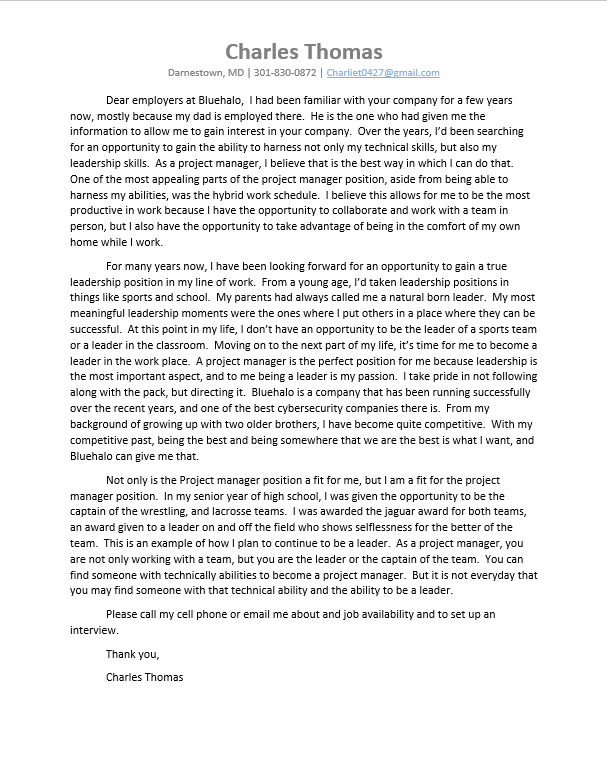 Charles Thomas
Darnestown, MD | 301-830-0872 | Charliet0427@gmail.com
Dear employers at Bluehalo,  I had been familiar with your company for a few years
now, mostly because my dad is employed there.  He is the one who had given me the
information to allow me to gain interest in your company.  Over the years, I'd been searching
for an opportunity to gain the ability to harness not only my technical skills, but also my
leadership skills.  As a project manager, I believe that is the best way in which I can do that.
One of the most appealing parts of the project manager position, aside from being able to
harness my abilities, was the hybrid work schedule.  I believe this allows for me to be the most
productive in work because I have the opportunity to collaborate and work with a team in
person, but I also have the opportunity to take advantage of being in the comfort of my own
home while I work.
For many years now, I have been looking forward for an opportunity to gain a true
leadership position in my line of work.  From a young age, I'd taken leadership positions in
things like sports and school.  My parents had always called me a natural born leader.  My most
meaningful leadership moments were the ones where I put others in a place where they can be
successful.  At this point in my life, I don't have an opportunity to be the leader of a sports team
or a leader in the classroom.  Moving on to the next part of my life, it's time for me to become a
leader in the work place.  A project manager is the perfect position for me because leadership is
the most important aspect, and to me being a leader is my passion.  I take pride in not following
along with the pack, but directing it.  Bluehalo is a company that has been running successfully
over the recent years, and one of the best cybersecurity companies there is.  From my
background of growing up with two older brothers, I have become quite competitive.  With my
competitive past, being the best and being somewhere that we are the best is what I want, and
Bluehalo can give me that.
Not only is the Project manager position a fit for me, but I am a fit for the project
manager position.  In my senior year of high school, I was given the opportunity to be the
captain of the wrestling, and lacrosse teams.  I was awarded the jaguar award for both teams,
an award given to a leader on and off the field who shows selflessness for the better of the
team.  This is an example of how I plan to continue to be a leader.  As a project manager, you
are not only working with a team, but you are the leader or the captain of the team.  You can
find someone with technically abilities to become a project manager.  But it is not everyday that
you may find someone with that technical ability and the ability to be a leader.
Please call my cell phone or email me about and job availability and to set up an
interview.
Thank you,
Charles Thomas